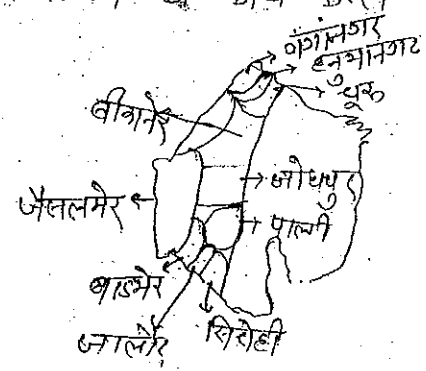 गंगानगर
हनुमानगढ
चूरू
बीकानेर
जोधपुर
जैसलमेर
पाली
बाडमेर
जालौर
सिरोही